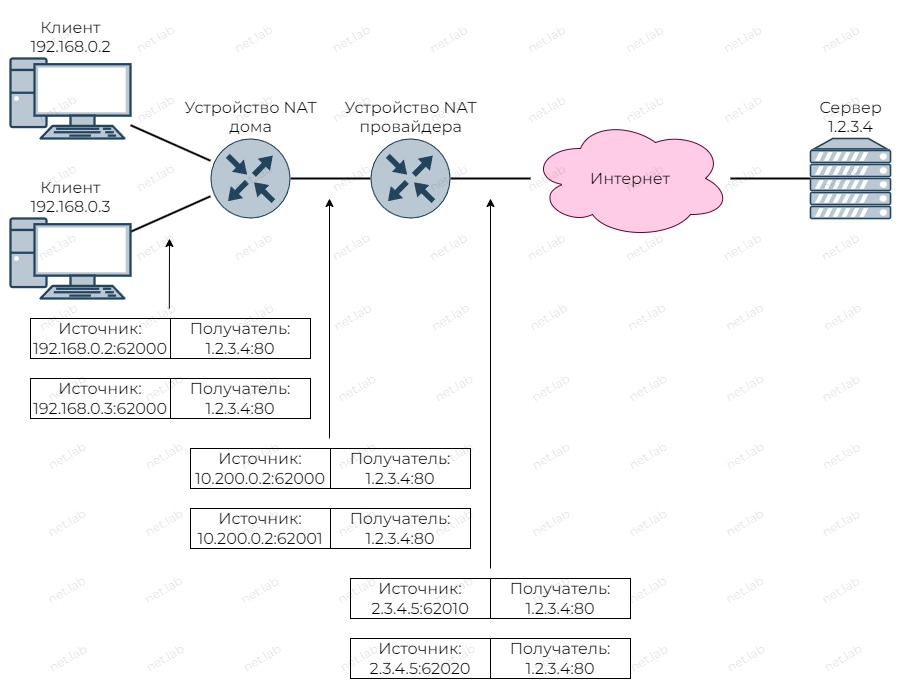 Клиент
192.168.0.2
Устройство NAT
дома
Устройство NAT
провайдера
Сервер
1.2.3.4
Интернет
Клиент
192.168.0.3
Источник:
192.168.0.2:62000
Получатель:
1.2.3.4:80
Источник:
192.168.0.3:62000
Получатель:
1.2.3.4:80
Источник:
10.200.0.2:62000
Получатель:
1.2.3.4:80
Источник:
10.200.0.2:62001
Получатель:
1.2.3.4:80
Источник:
2.3.4.5:62010
Получатель:
1.2.3.4:80
Источник:
2.3.4.5:62020
Получатель:
1.2.3.4:80
net.lab